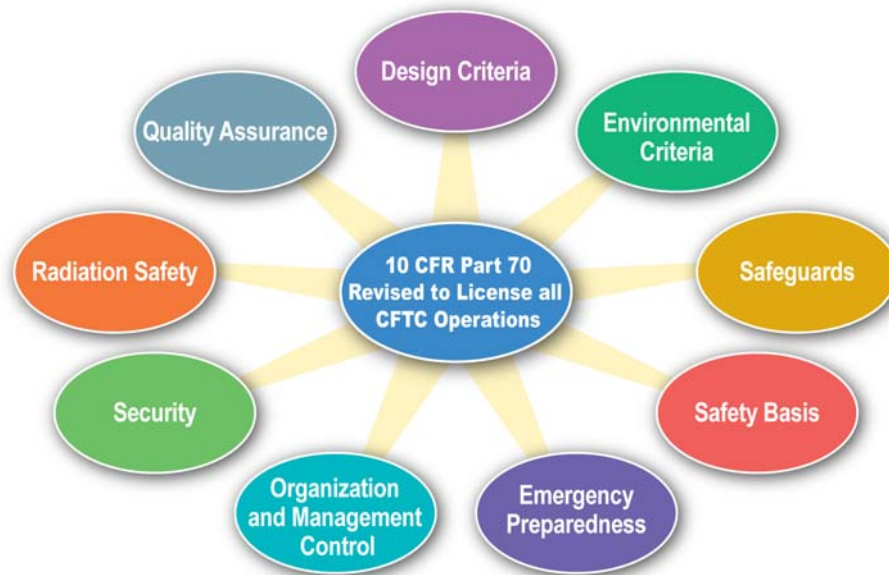 Design Criteria
Quality Assurance
Environmental
Criteria
Radiation Safety
10 CFR Part 70
Revised to License all
CFTC Operations
Safeguards
Security
Safety Basis
Organization
and Management
Control
Emergency
Preparedness